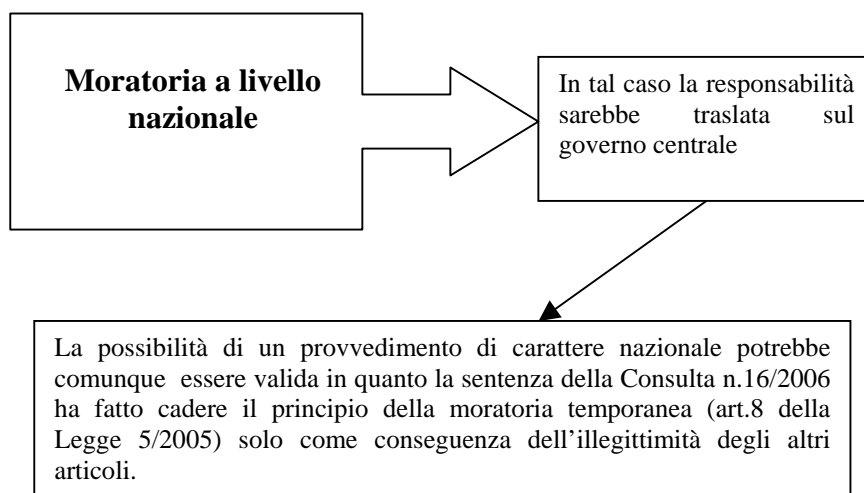 Moratoria a livello
nazionale
In tal caso la responsabilità
sarebbe traslata sul
governo centrale
La possibilità di un provvedimento di carattere nazionale potrebbe
comunque essere valida in quanto la sentenza della Consulta n.16/2006
ha fatto cadere il principio della moratoria temporanea (art.8 della
Legge 5/2005) solo come conseguenza dell’illegittimità degli altri
articoli.